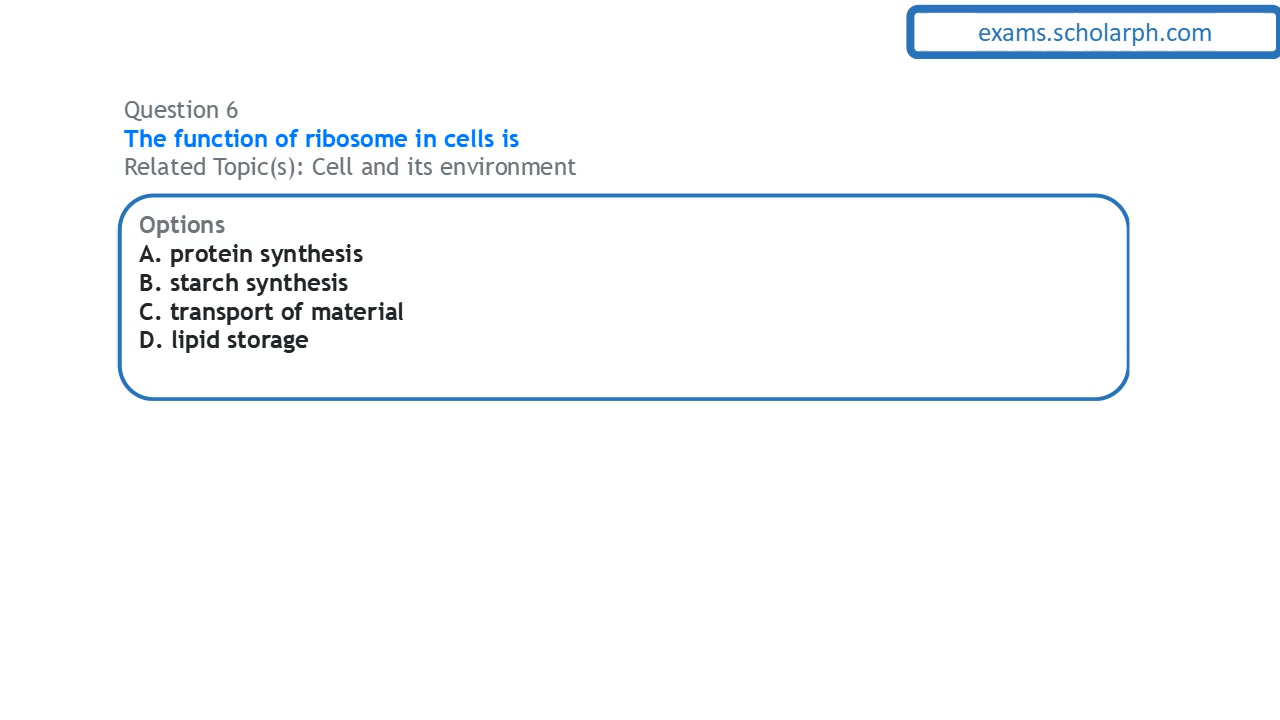 exams.scholarph.com
Question 6
The function of ribosome in cells is
Related Topic(s): Cell and its environment
Options
A. protein synthesis
B. starch synthesis
C. transport of material
D. lipid storage